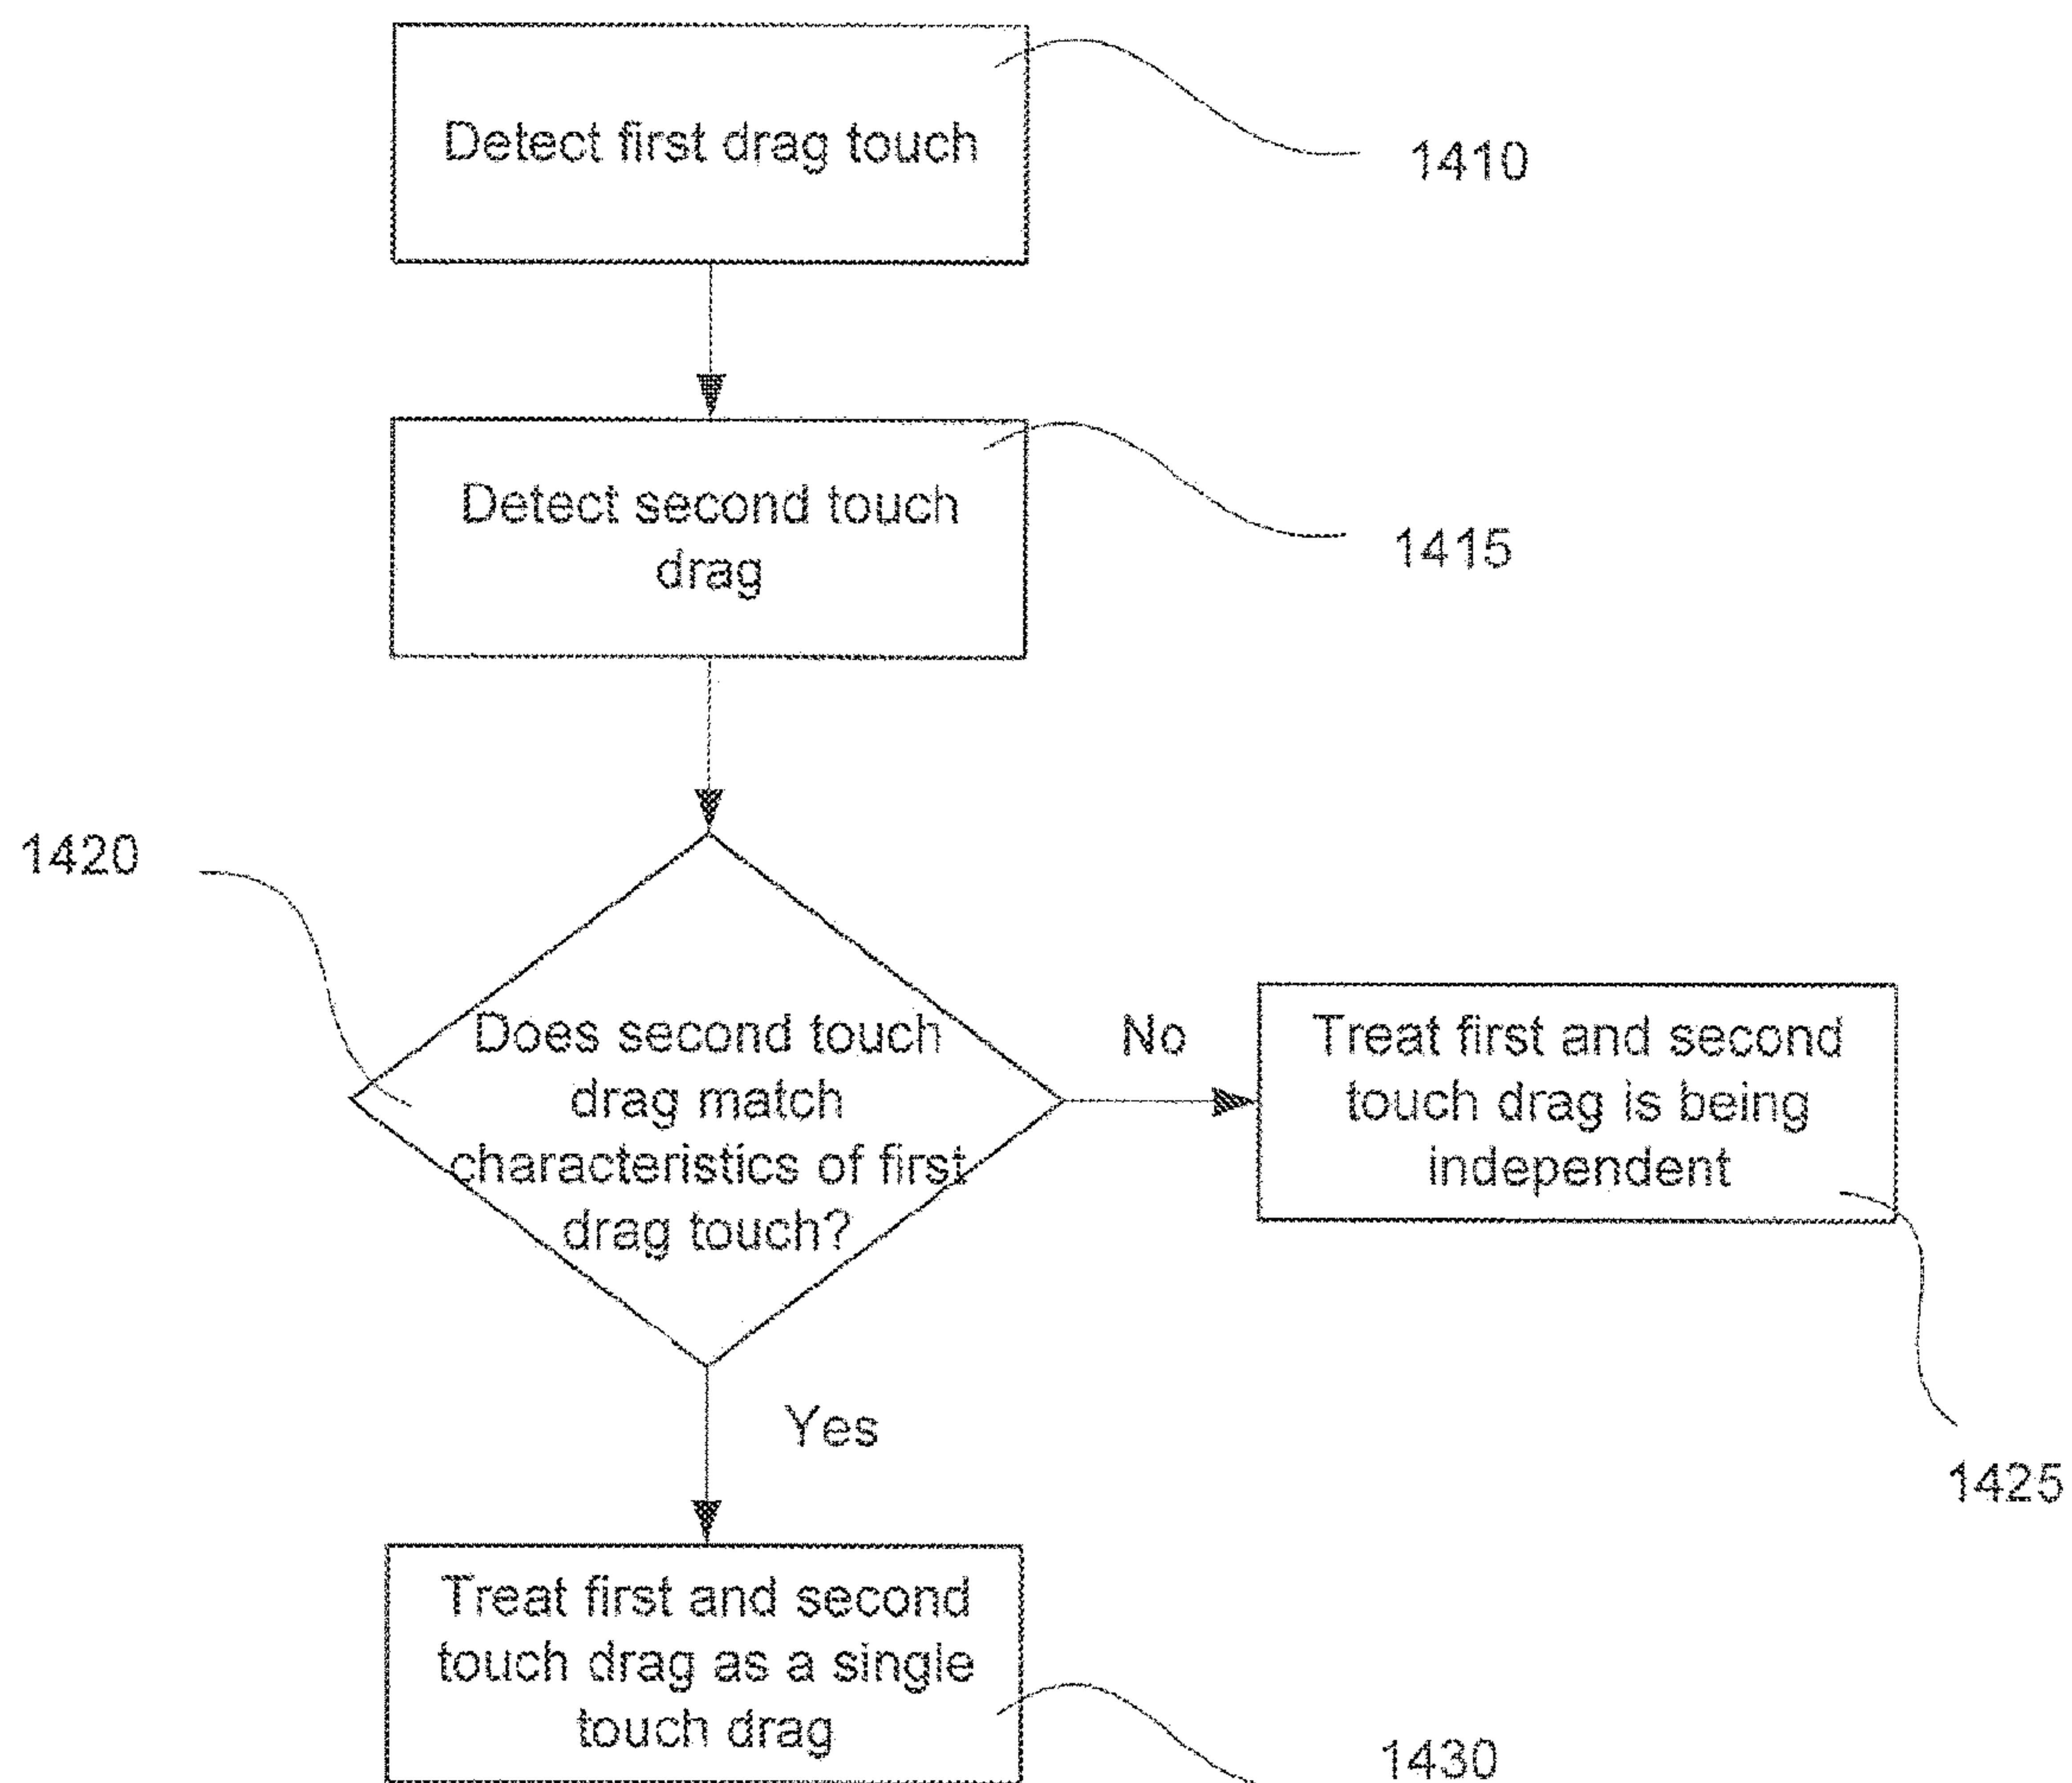 Detect first drag touch
1410
Detect second touch
drag
1415
1420
Does second touch
drag match
characteristics of first
drag touch?
No
Treat first and second
touch drag is being
independent
1425
Yes
Treat first and second
touch drag as a single
touch drag
1430